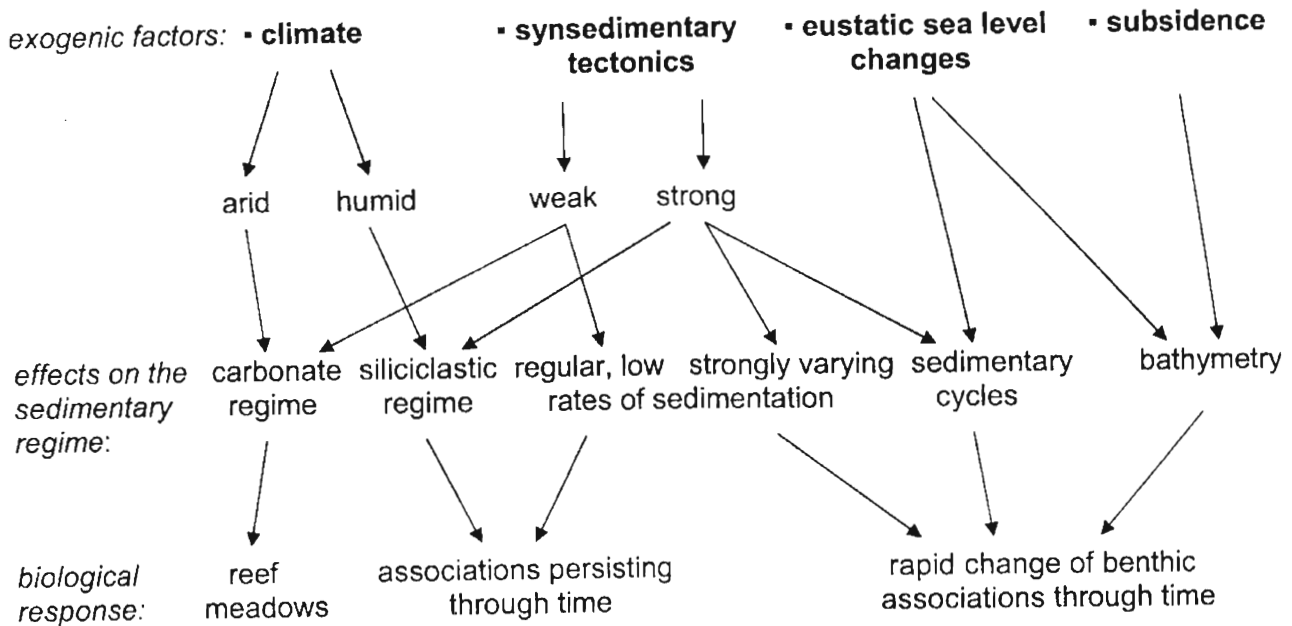 exogenic factors: ▪ climate ▪ synsedimentary tectonics ▪ eustatic sea level changes ▪ subsidence
arid humid weak strong
effects on the sedimentary regime: carbonate regime siliciclastic regime regular, low strongly varying rates of sedimentation sedimentary cycles bathymetry
biological response: reef meadows associations persisting through time rapid change of benthic associations through time